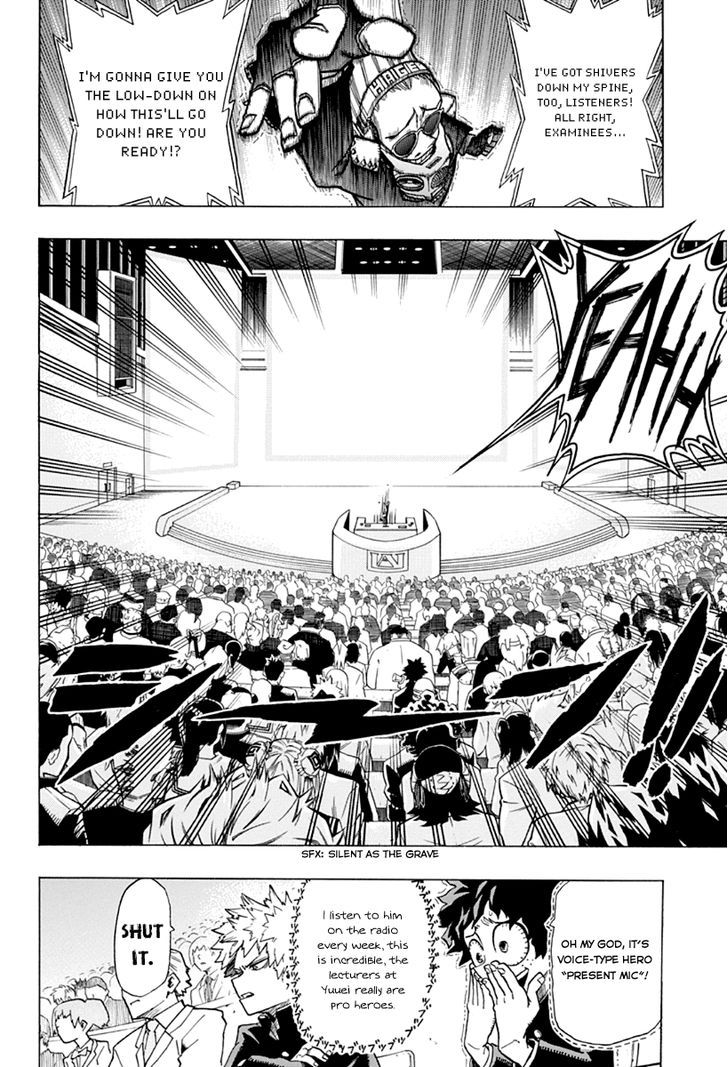 I'VE GOT SHIVERS
DOWN MY SPINE,
TOO, LISTENERS!
ALL RIGHT,
EXAMINEES...
I'M GONNA GIVE YOU
THE LOW-DOWN ON
HOW THIS'LL GO
DOWN! ARE YOU
READY!?
HAGE
YEAHH
SFX: SILENT AS THE GRAVE
OH MY GOD, IT'S
VOICE-TYPE HERO
"PRESENT MIC"!
I listen to him
on the radio
every week, this
is incredible, the
lecturers at
Yuuei really are
pro heroes.
SHUT
IT.